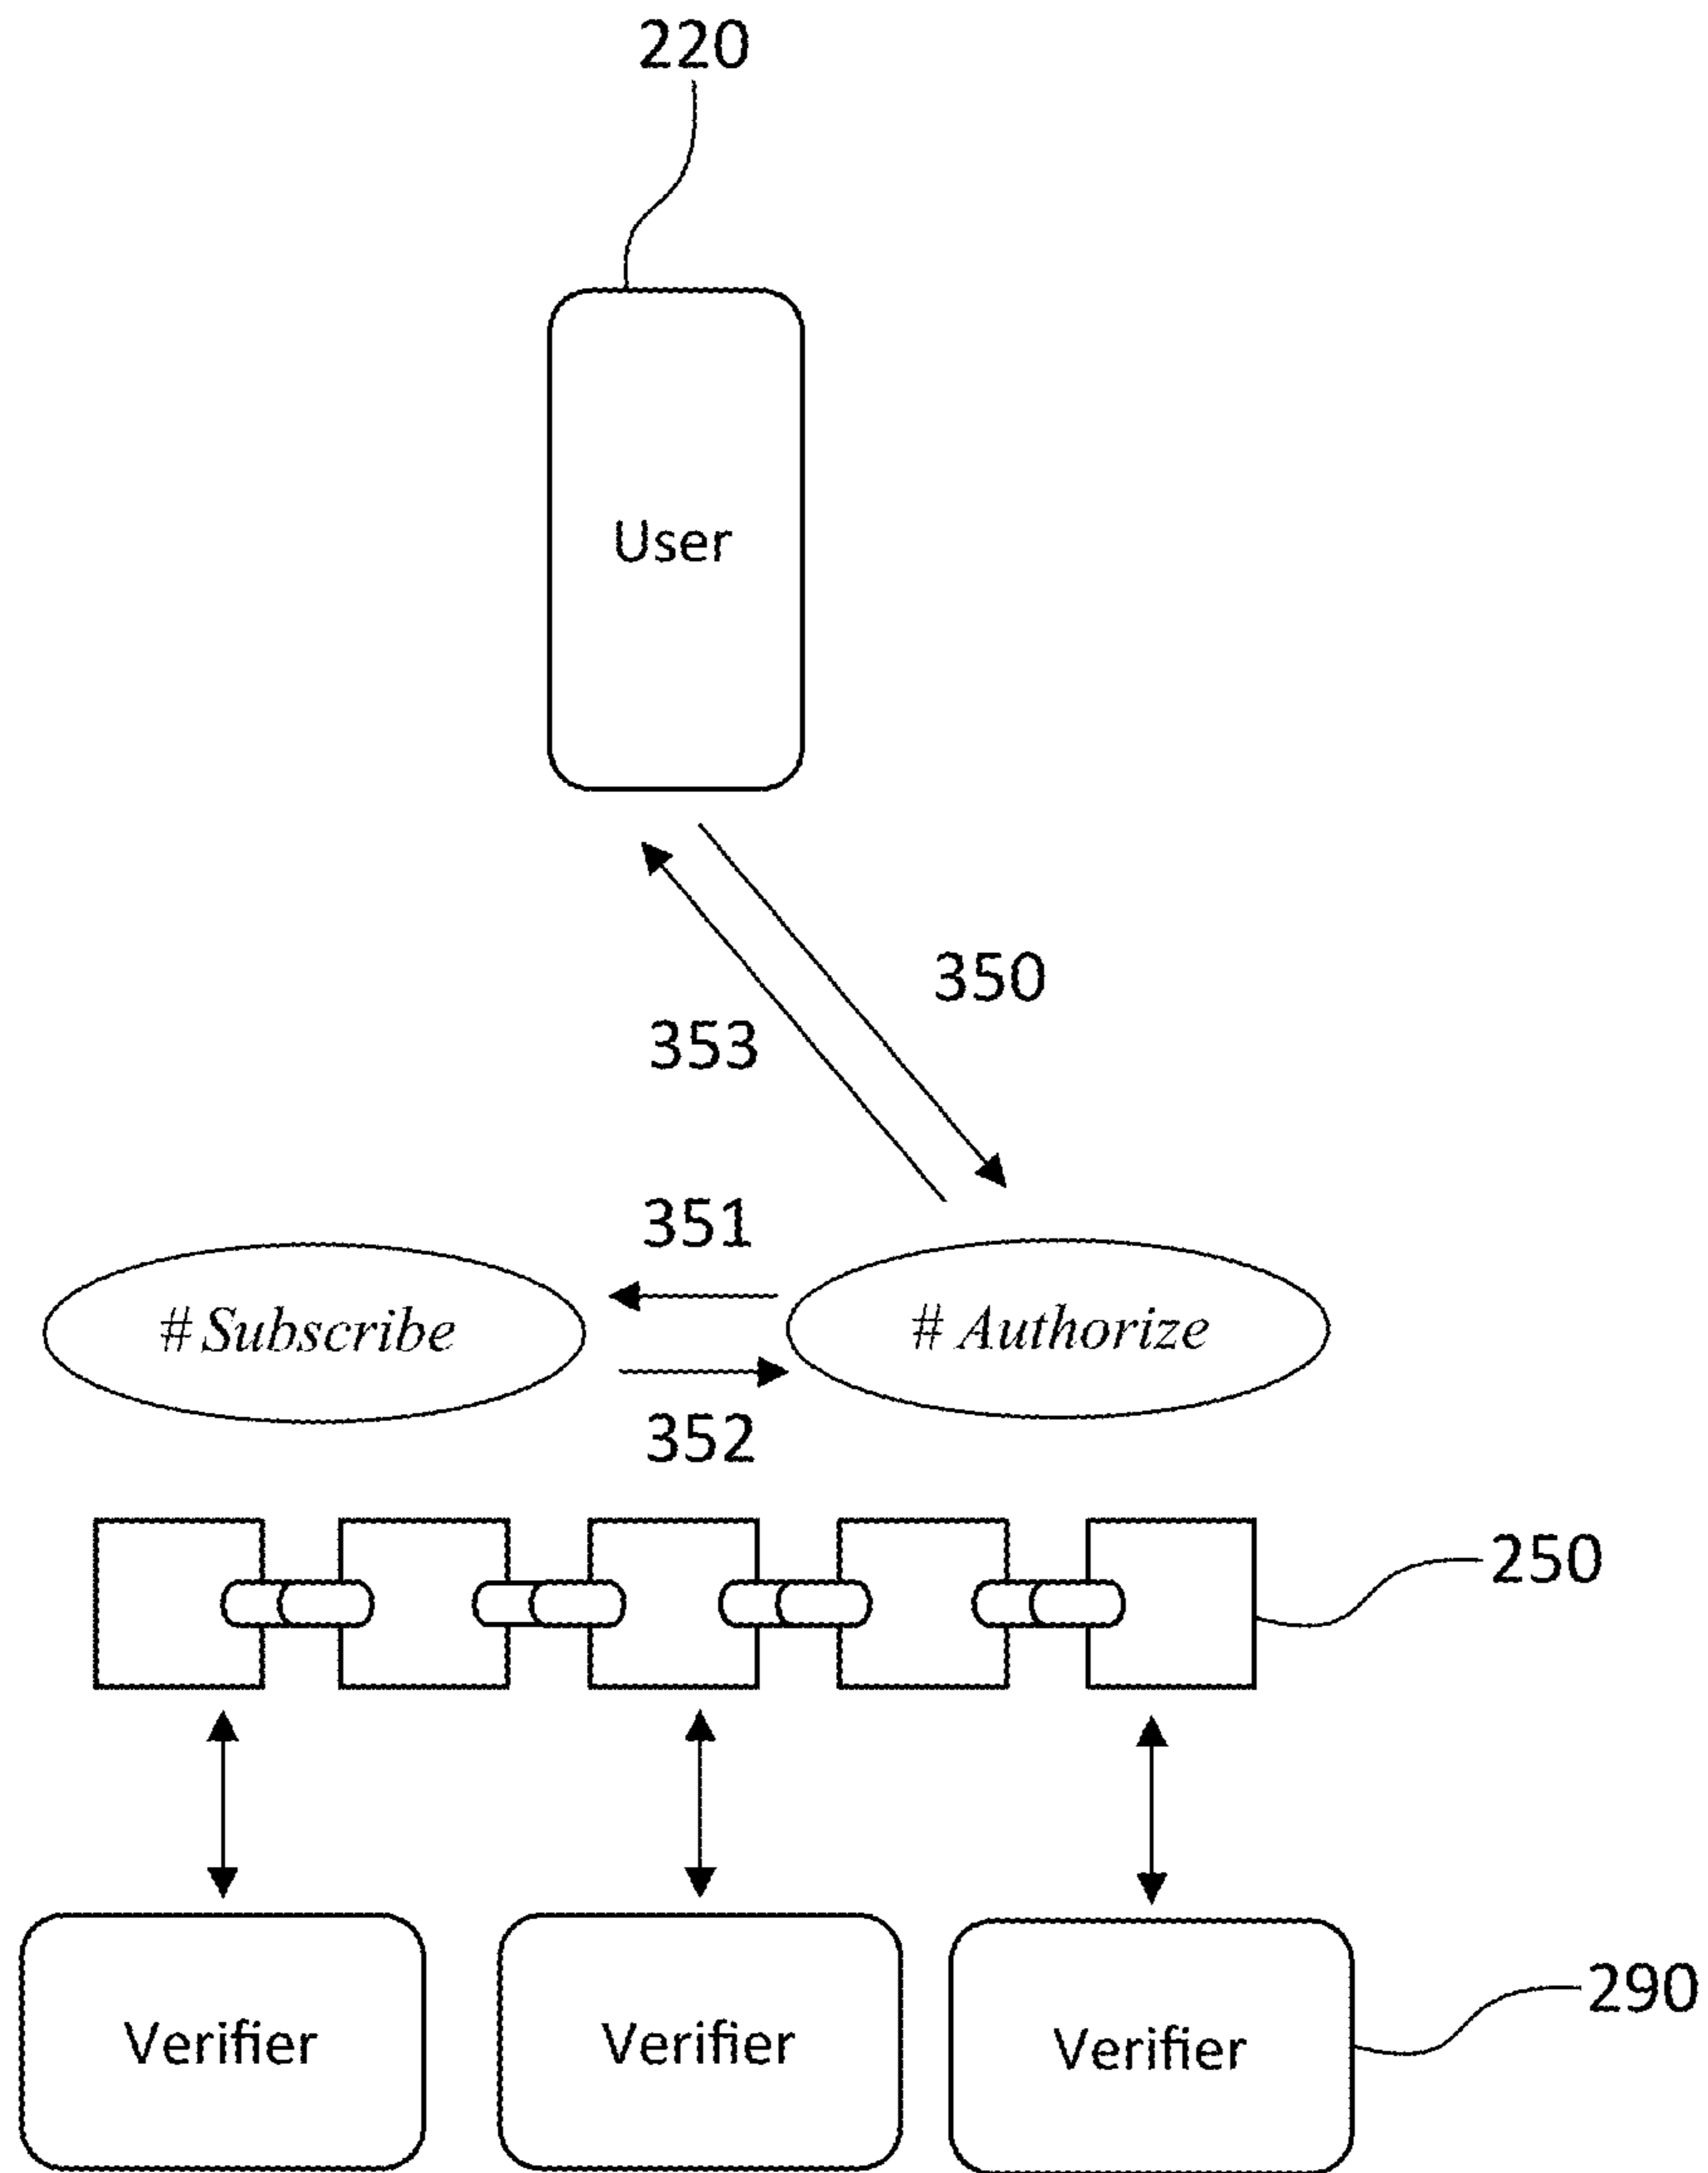 220
User
350
353
351
# Subscribe
# Authorize
352
250
Verifier
Verifier
Verifier
290